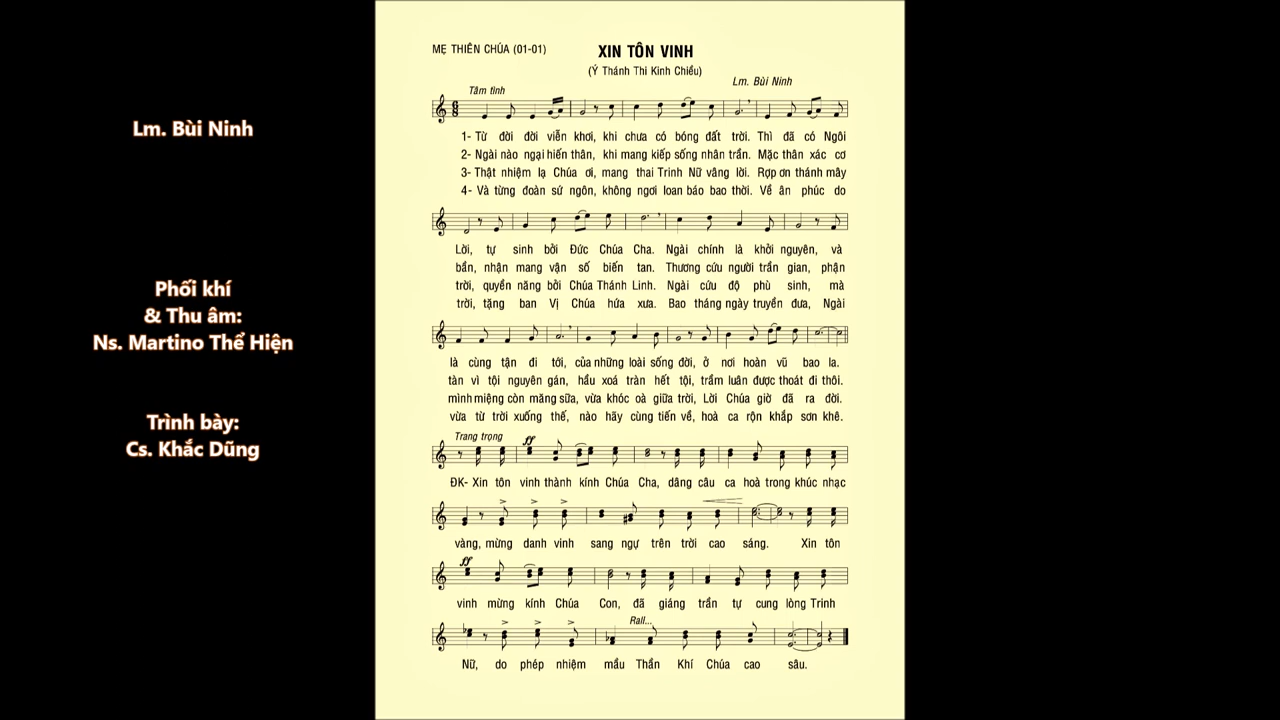 Lm. Bùi Ninh
Phối khí
& Thu âm:
Ns. Martino Thể Hiện
Trình bày:
Cs. Khắc Dũng
MẸ THIÊN CHÚA (01-01)
XIN TÔN VINH
(Ý Thánh Thi Kinh Chiều)
Lm. Bùi Ninh
Tâm tình
1- Từ đời đời viễn khơi, khi chưa có bóng đất trời. Thì đã có Ngôi
2- Ngài nào ngại hiến thân, khi mang kiếp sống nhân trần. Mặc thân xác cơ
3- Thật nhiệm lạ Chúa ơi, mang thai Trinh Nữ vâng lời. Rợp ơn thánh mây
4- Và từng đoàn sứ ngôn, không ngơi loan báo bao thời. Về ân phúc do
Lời, tự sinh bởi Đức Chúa Cha. Ngài chính là khởi nguyên, và
bẩn, nhận mang vận số biến tan. Thương cứu người trần gian, phận
trời, quyền năng bởi Chúa Thánh Linh. Ngài cứu độ phù sinh, mà
trời, tặng ban Vị Chúa hứa xưa. Bao tháng ngày truyền đưa, Ngài
là cùng tận đi tới, của những loài sống đời, ở nơi hoàn vũ bao la.
tàn vì tội nguyên gán, hầu xoá tràn hết tội, trầm luân được thoát đi thôi.
mình miệng còn măng sữa, vừa khóc oà giữa trời, Lời Chúa giờ đã ra đời.
vừa từ trời xuống thế, nào hãy cùng tiến về, hoà ca rộn khắp sơn khê.
Trang trọng
ff
ĐK- Xin tôn vinh thành kính Chúa Cha, dâng câu ca hoà trong khúc nhạc
vàng, mừng danh vinh sang ngự trên trời cao sáng. Xin tôn
ff
vinh mừng kính Chúa Con, đã giáng trần tự cung lòng Trinh
Rall...
Nữ, do phép nhiệm mầu Thần Khí Chúa cao sâu.